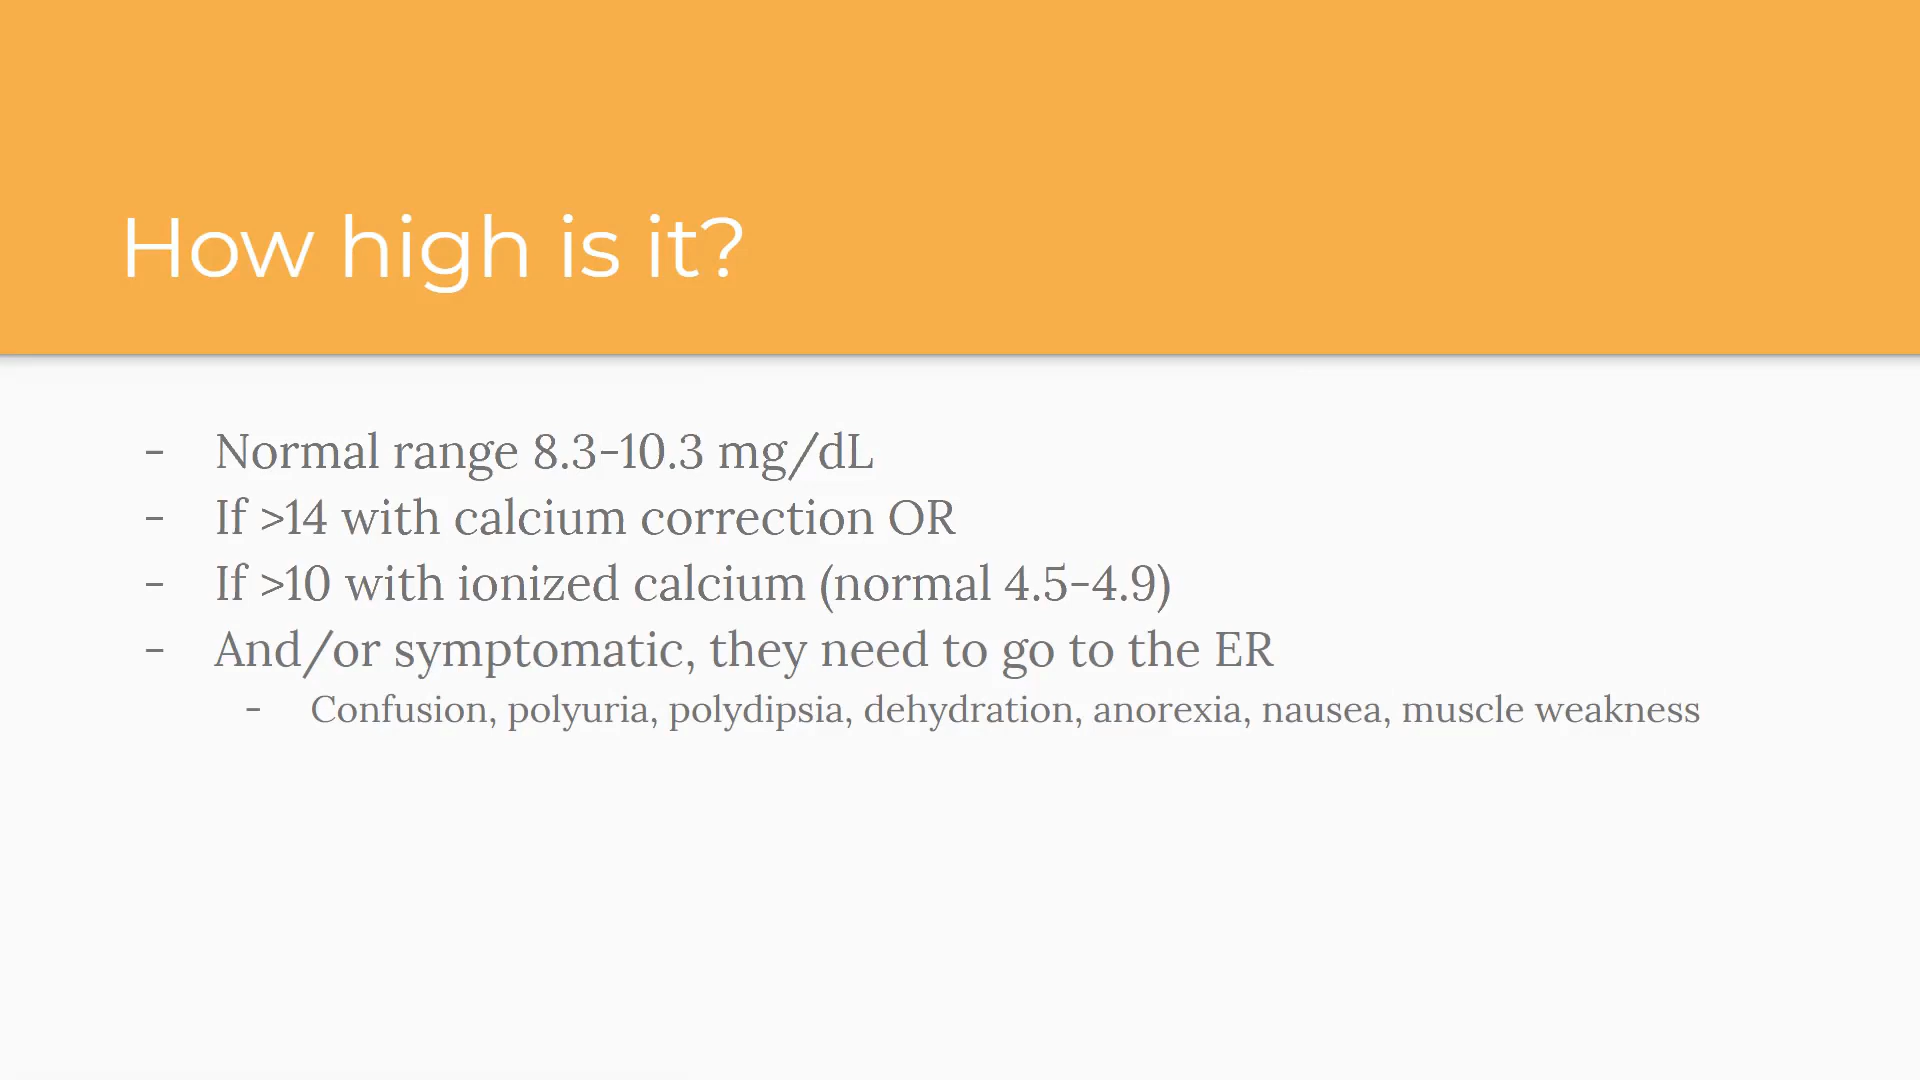 How high is it?
- Normal range 8.3-10.3 mg/dL
- If >14 with calcium correction OR
- If >10 with ionized calcium (normal 4.5-4.9)
- And/or symptomatic, they need to go to the ER
- Confusion, polyuria, polydipsia, dehydration, anorexia, nausea, muscle weakness